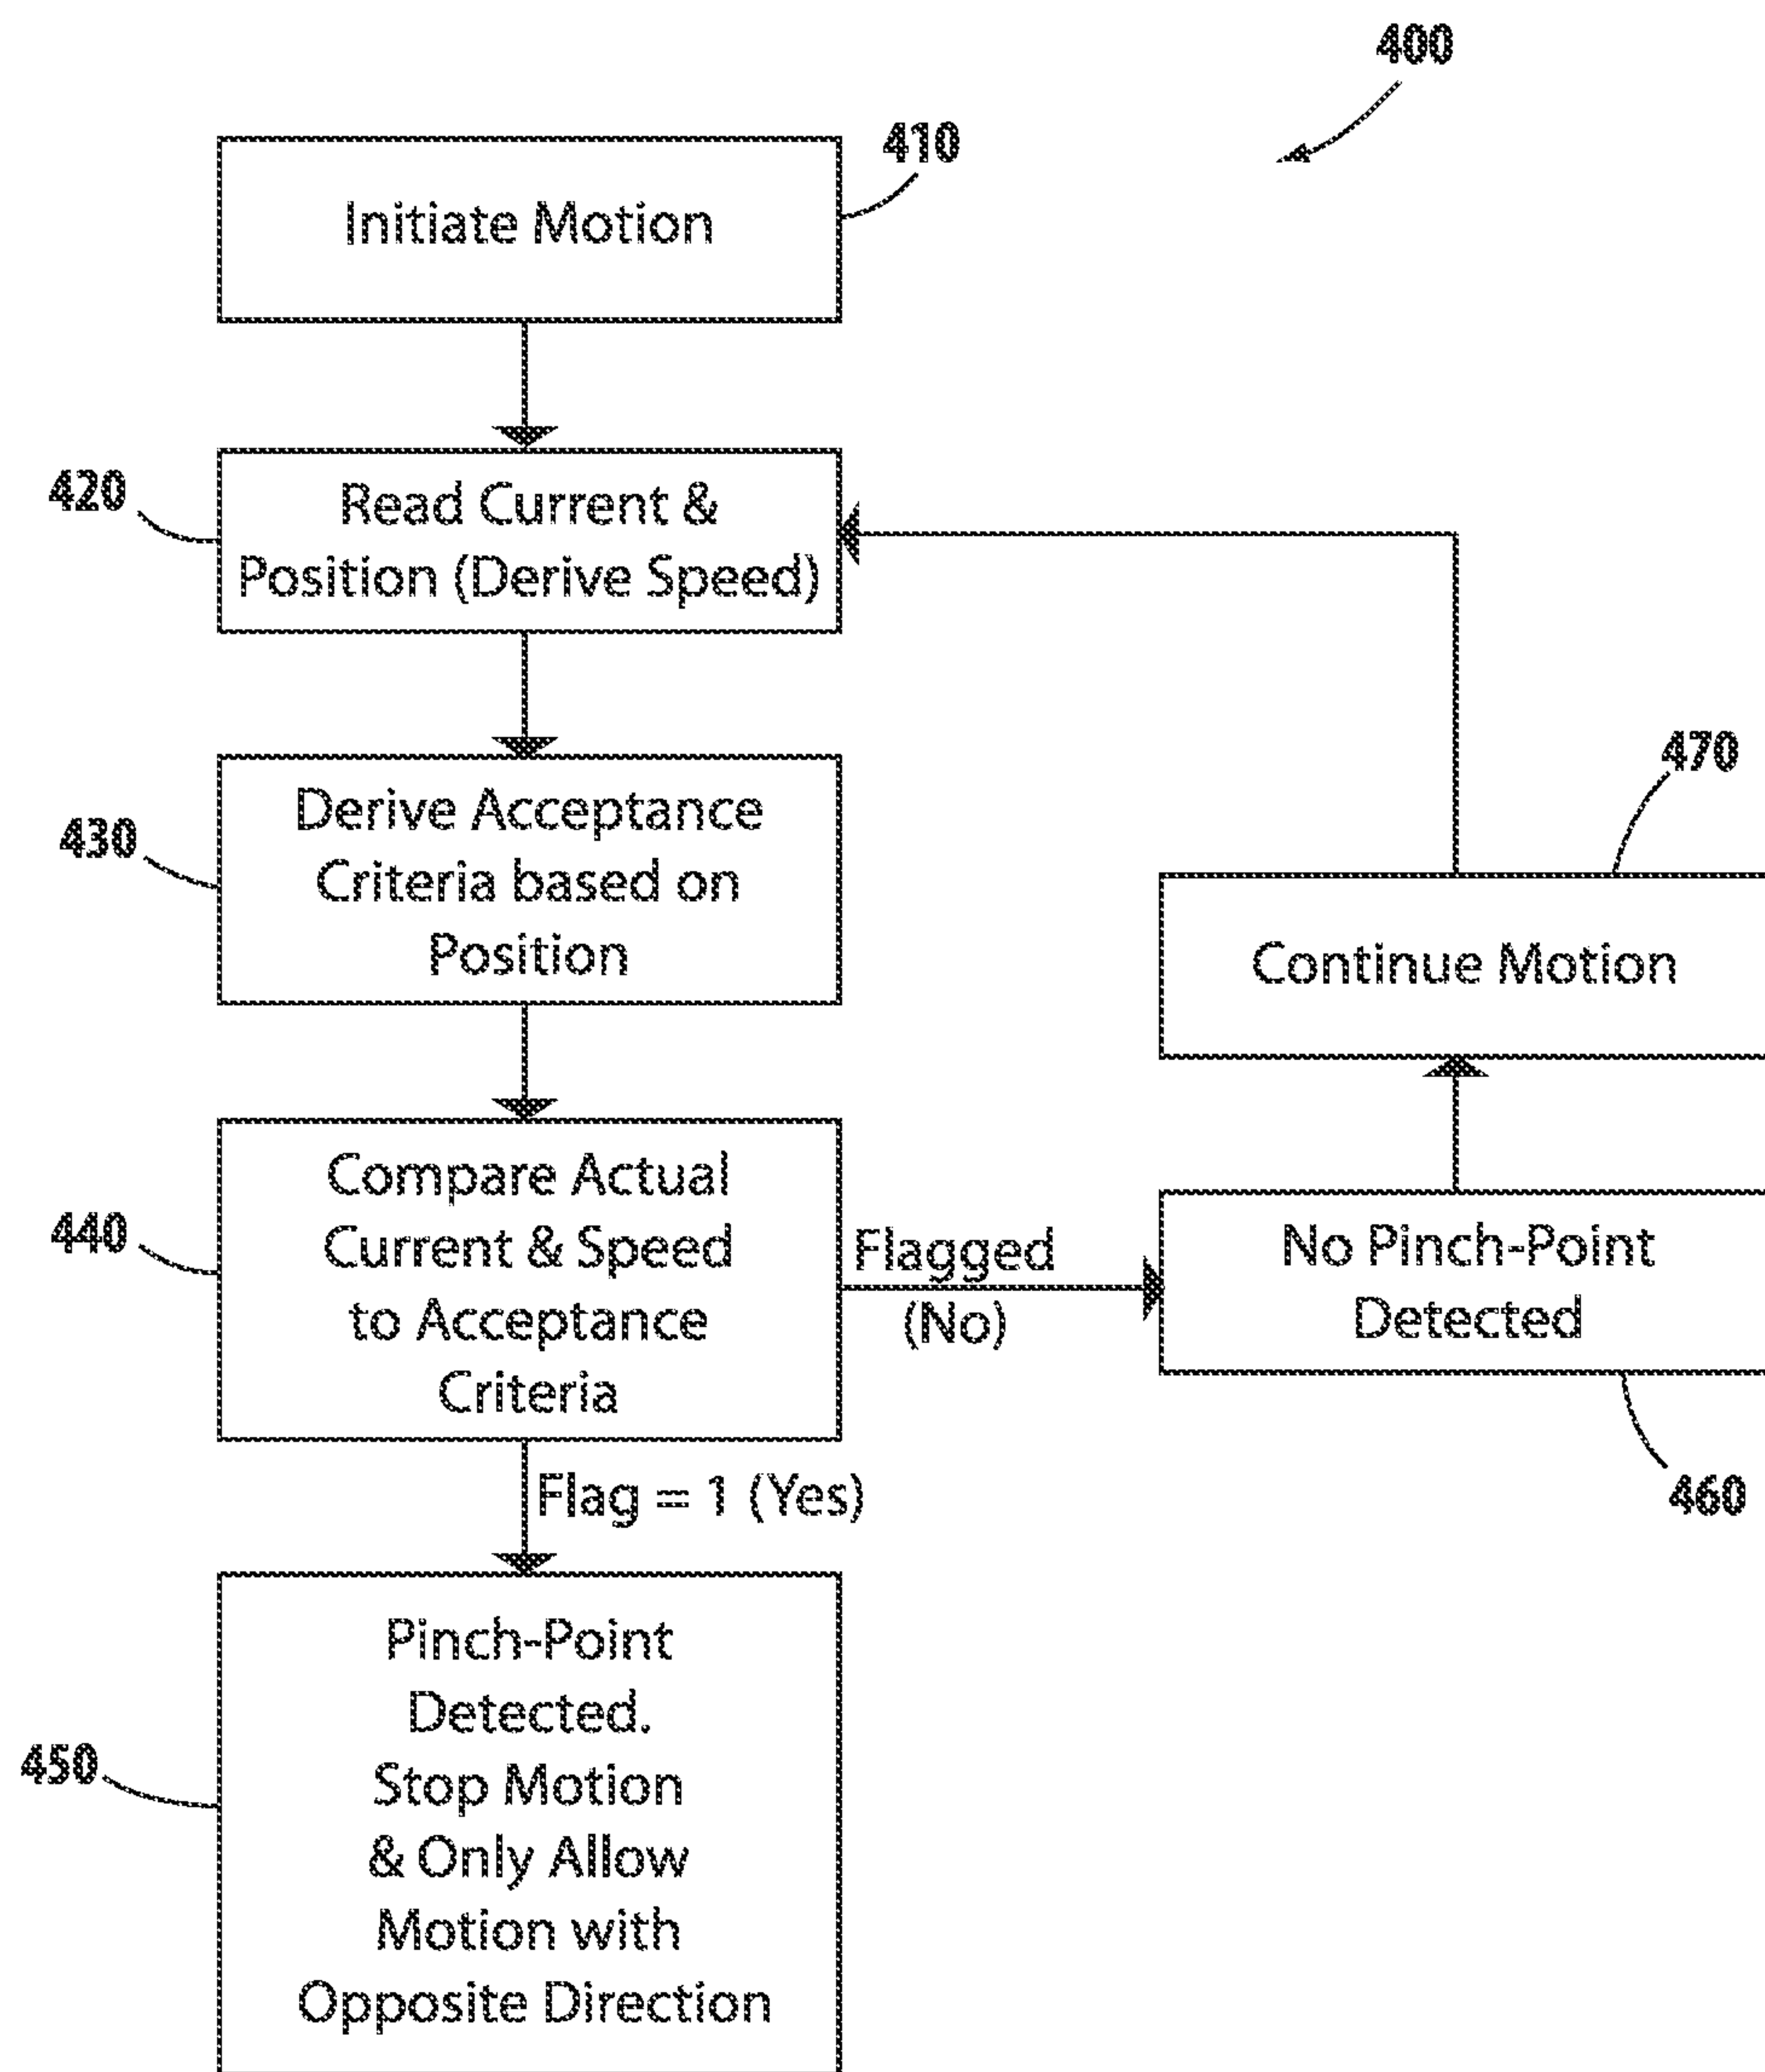 400
410
Initiate Motion
420
Read Current &
Position (Derive Speed)
430
Derive Acceptance
Criteria based on
Position
470
Continue Motion
440
Compare Actual
Current & Speed
to Acceptance
Criteria
Flagged
(No)
No Pinch-Point
Detected
460
Flag = 1 (Yes)
450
Pinch-Point
Detected.
Stop Motion
& Only Allow
Motion with
Opposite Direction